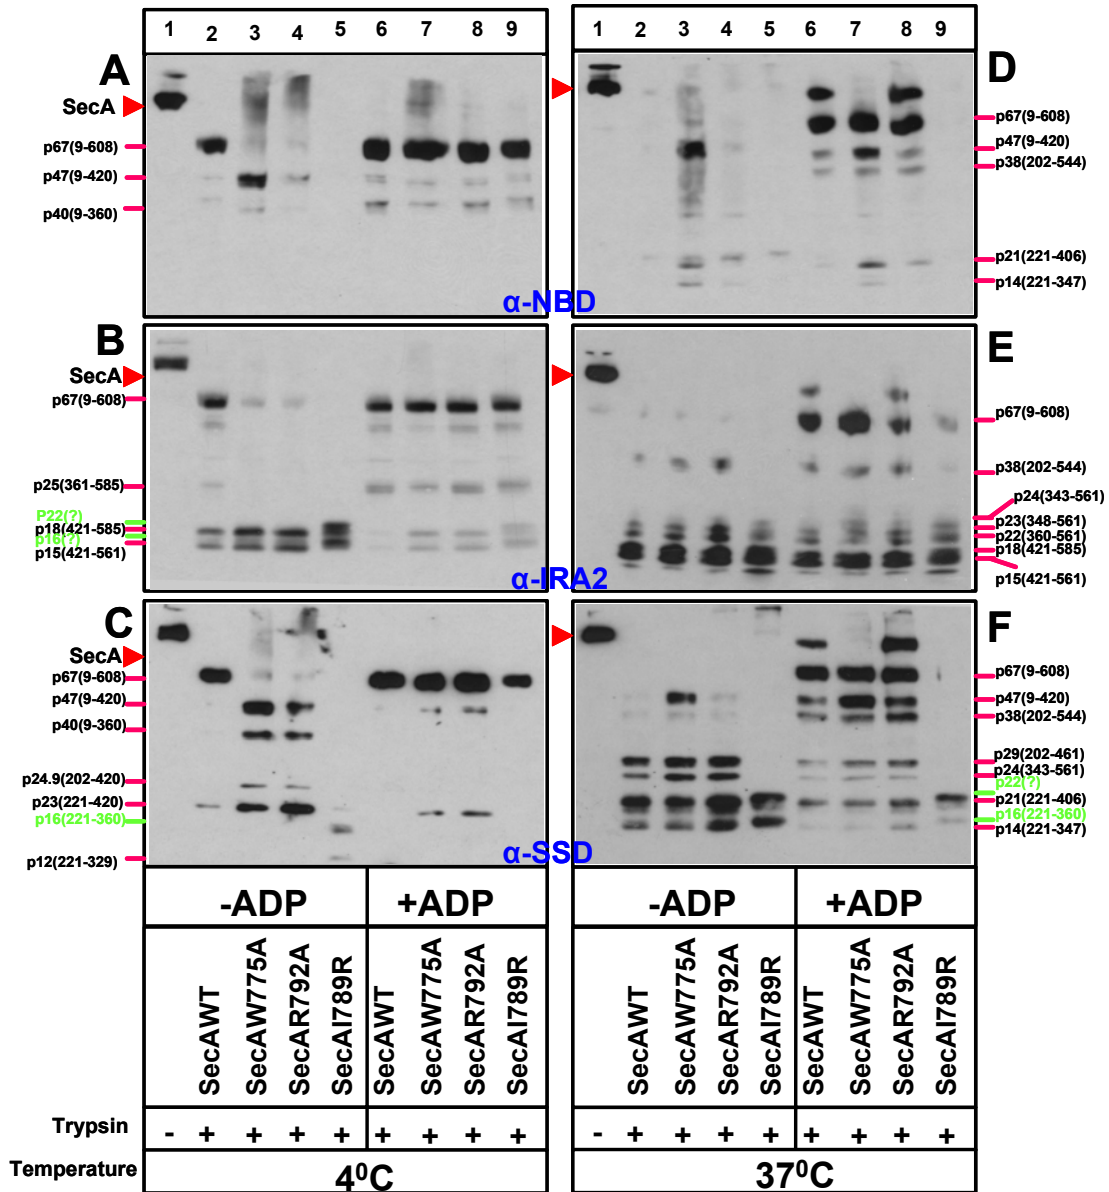 1 2 3 4 5 6 7 8 9
A
SecA
p67(9-608)
p47(9-420)
p40(9-360)
1 2 3 4 5 6 7 8 9
D
p67(9-608)
p47(9-420)
p38(202-544)
p21(221-406)
p14(221-347)
α-NBD
B
SecA
p67(9-608)
p25(361-585)
P22(?)
p18(421-585)
p16(?)
p15(421-561)
E
p67(9-608)
p38(202-544)
p24(343-561)
p23(348-561)
p22(360-561)
p18(421-585)
p15(421-561)
α-IRA2
C
SecA
p67(9-608)
p47(9-420)
p40(9-360)
p24.9(202-420)
p23(221-420)
p16(221-360)
p12(221-329)
F
p67(9-608)
p47(9-420)
p38(202-544)
p29(202-461)
p24(343-561)
p22(?)
p21(221-406)
p16(221-360)
p14(221-347)
α-SSD
-ADP +ADP -ADP +ADP
SecAWT
SecAW775A
SecAR792A
SecAI789R
SecAWT
SecAW775A
SecAR792A
SecAI789R
SecAWT
SecAW775A
SecAR792A
SecAI789R
SecAWT
SecAW775A
SecAR792A
SecAI789R
Trypsin - + + + + + + + + - + + + + + + + +
Temperature 4⁰C 37⁰C